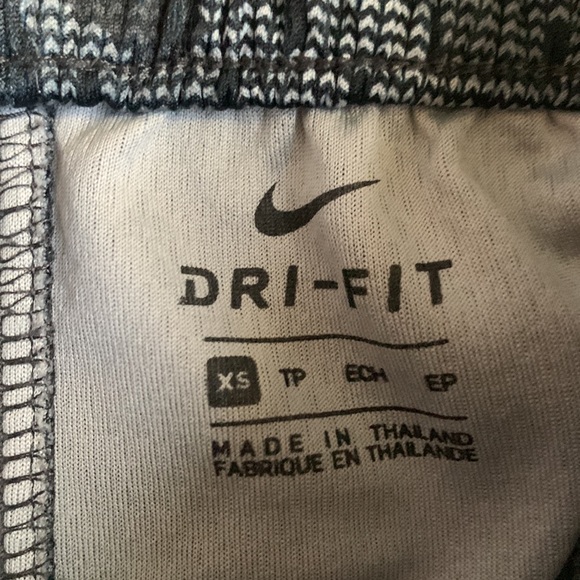 DRI-FIT
XS TP ECH EP
MADE IN THAILAND
FABRIQUE EN THAILANDE